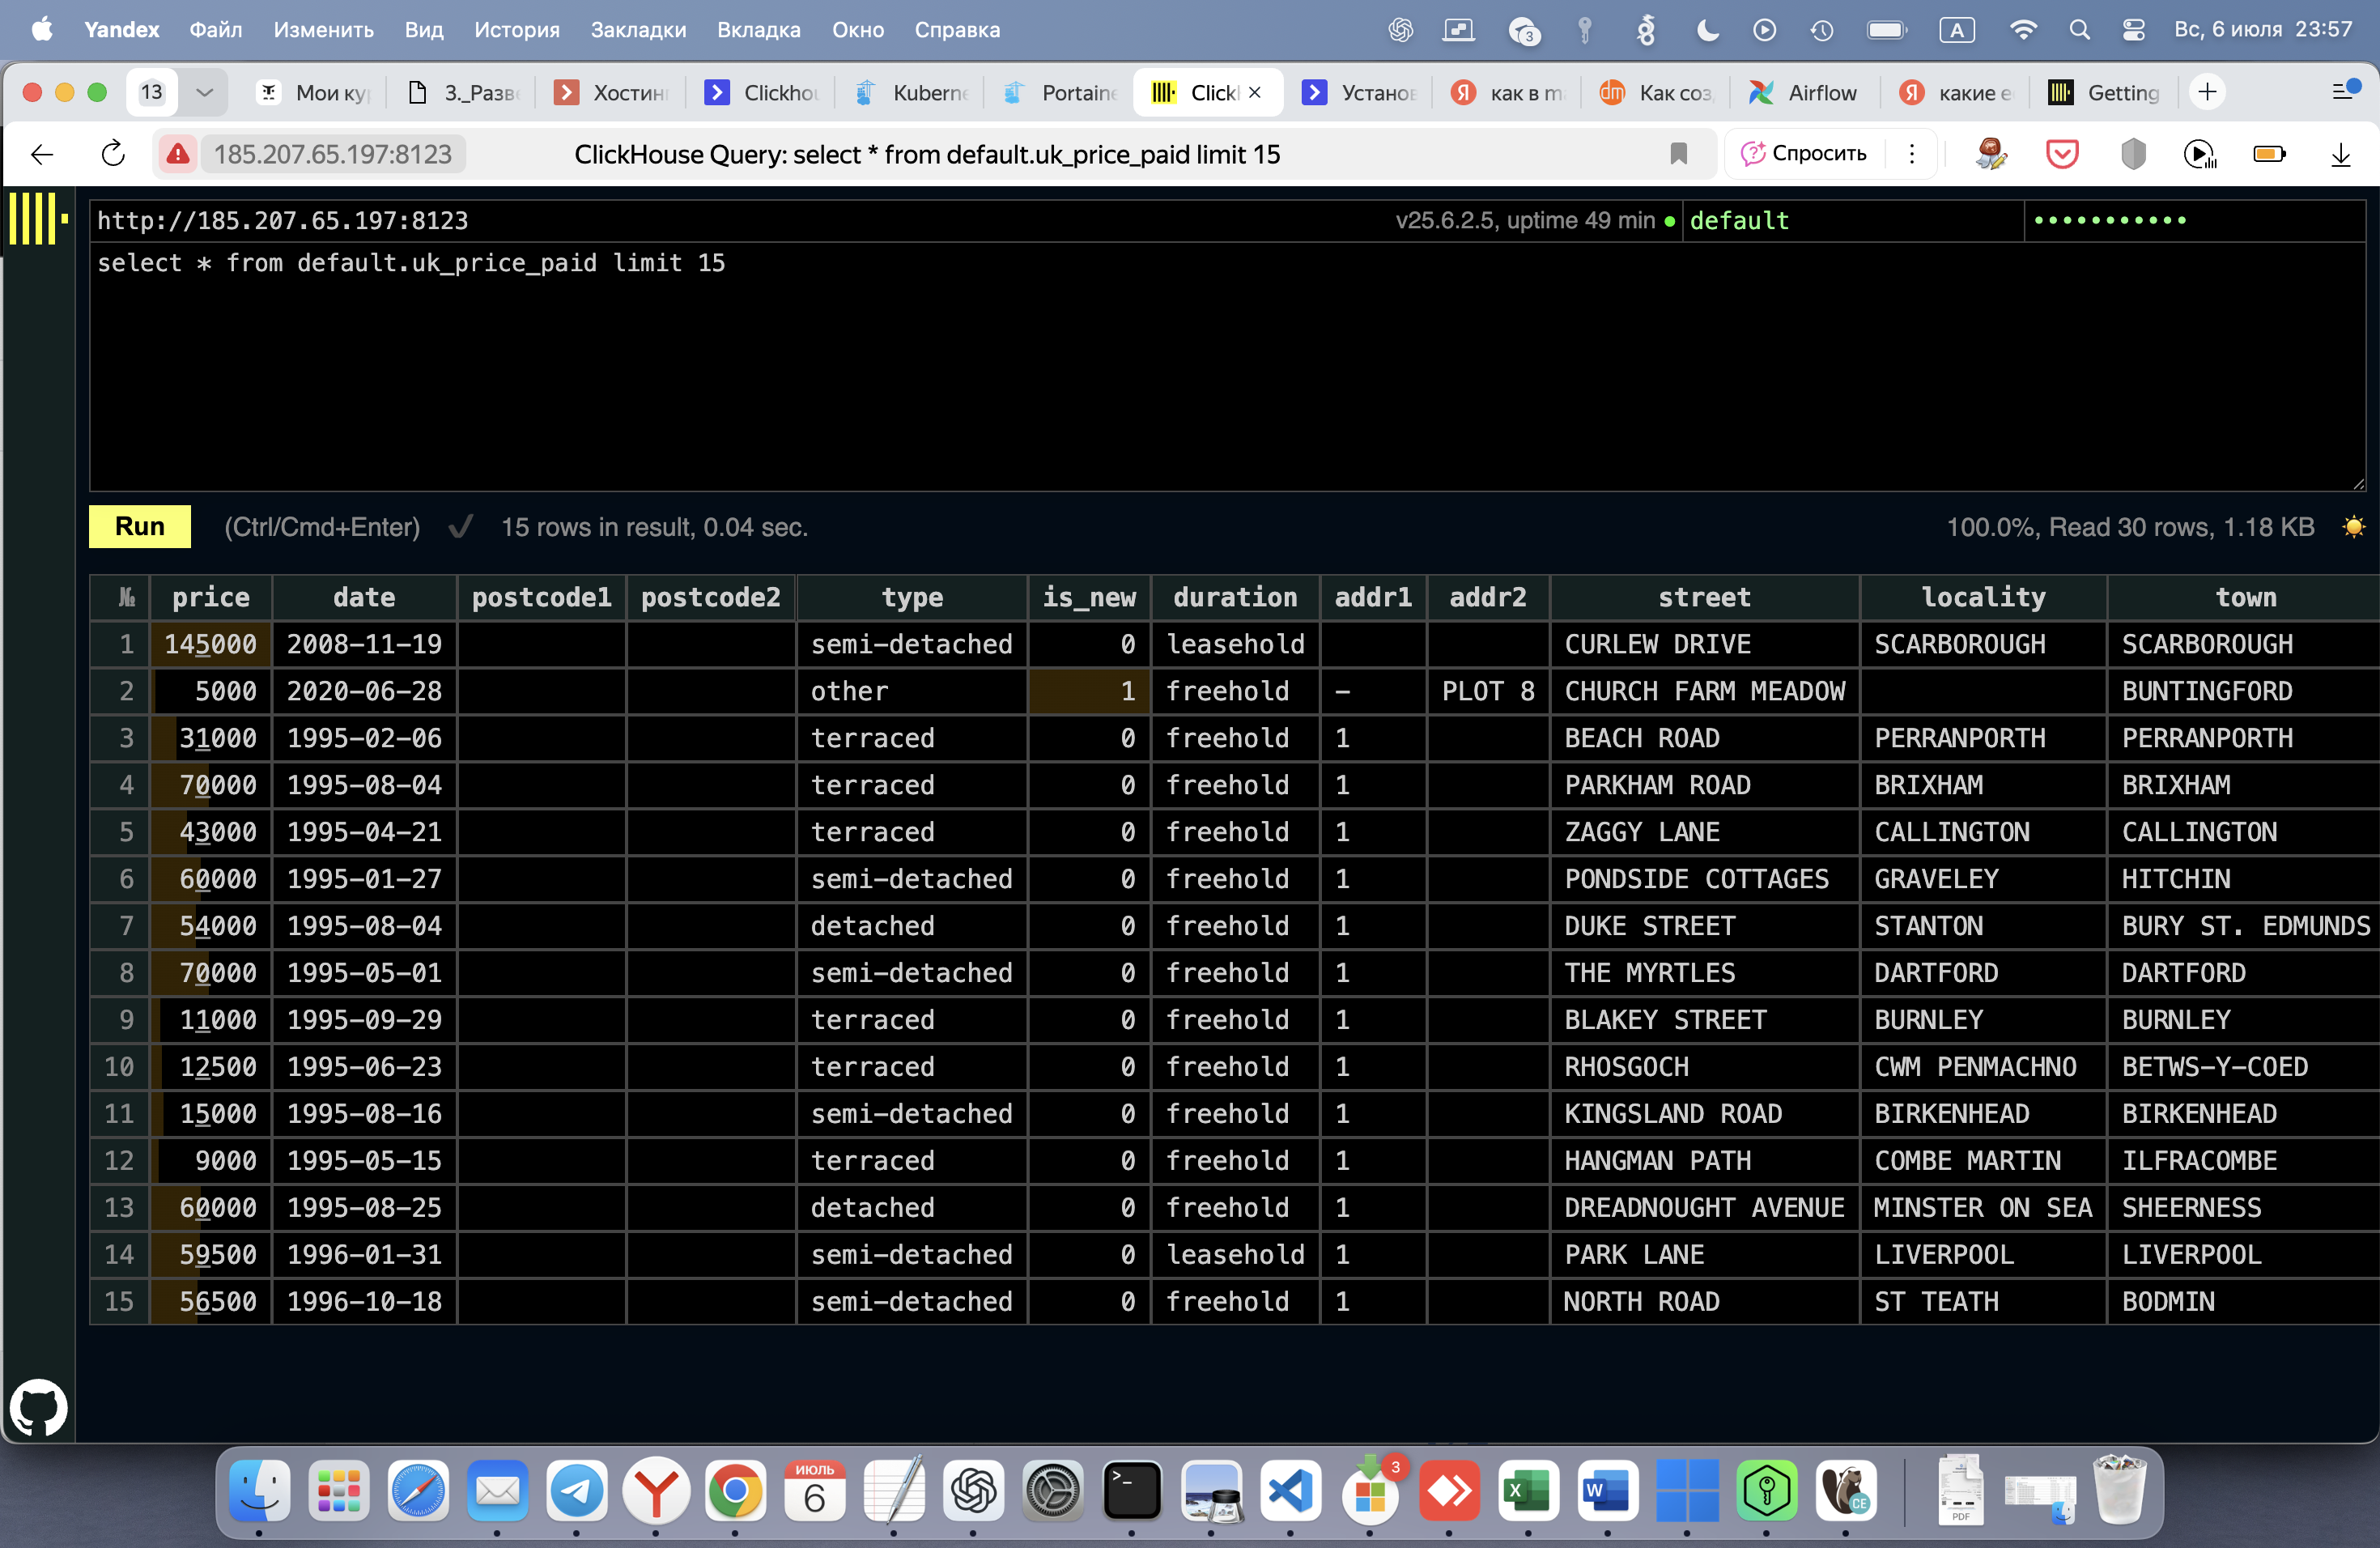 Yandex Файл Изменить Вид История Закладки Вкладка Окно Справка 3 A Вс, 6 июля 23:57
13 Мои ку 3._Разв Хостин Clickhou Kuberne Portaine Click Установ Я как в m dm Как соз Airflow Я какие е Getting
185.207.65.197:8123 ClickHouse Query: select * from default.uk_price_paid limit 15 Спросить
http://185.207.65.197:8123 v25.6.2.5, uptime 49 min default •••••••••••
select * from default.uk_price_paid limit 15
Run (Ctrl/Cmd+Enter) ✔ 15 rows in result, 0.04 sec. 100.0%, Read 30 rows, 1.18 KB
№ price date postcode1 postcode2 type is_new duration addr1 addr2 street locality town
1 145000 2008-11-19 semi-detached 0 leasehold CURLEW DRIVE SCARBOROUGH SCARBOROUGH
2 5000 2020-06-28 other 1 freehold - PLOT 8 CHURCH FARM MEADOW BUNTINGFORD
3 31000 1995-02-06 terraced 0 freehold 1 BEACH ROAD PERRANPORTH PERRANPORTH
4 70000 1995-08-04 terraced 0 freehold 1 PARKHAM ROAD BRIXHAM BRIXHAM
5 43000 1995-04-21 terraced 0 freehold 1 ZAGGY LANE CALLINGTON CALLINGTON
6 60000 1995-01-27 semi-detached 0 freehold 1 PONDSIDE COTTAGES GRAVELEY HITCHIN
7 54000 1995-08-04 detached 0 freehold 1 DUKE STREET STANTON BURY ST. EDMUNDS
8 70000 1995-05-01 semi-detached 0 freehold 1 THE MYRTLES DARTFORD DARTFORD
9 11000 1995-09-29 terraced 0 freehold 1 BLAKEY STREET BURNLEY BURNLEY
10 12500 1995-06-23 terraced 0 freehold 1 RHOSGOCH CWM PENMACHNO BETWS-Y-COED
11 15000 1995-08-16 semi-detached 0 freehold 1 KINGSLAND ROAD BIRKENHEAD BIRKENHEAD
12 9000 1995-05-15 terraced 0 freehold 1 HANGMAN PATH COMBE MARTIN ILFRACOMBE
13 60000 1995-08-25 detached 0 freehold 1 DREADNOUGHT AVENUE MINSTER ON SEA SHEERNESS
14 59500 1996-01-31 semi-detached 0 leasehold 1 PARK LANE LIVERPOOL LIVERPOOL
15 56500 1996-10-18 semi-detached 0 freehold 1 NORTH ROAD ST TEATH BODMIN
ИЮЛЬ 3
6 X W CE PDF